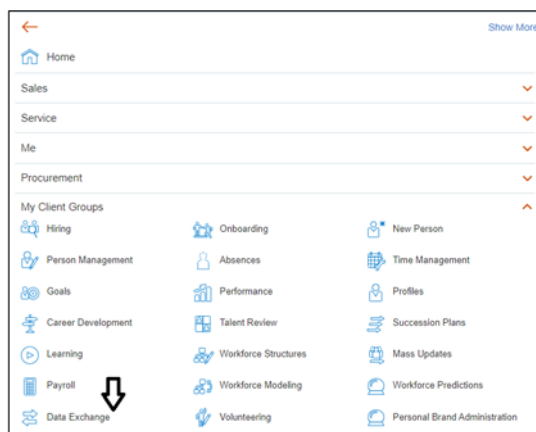 Show More
Home
Sales
Service
Me
Procurement
My Client Groups
Hiring Onboarding New Person
Person Management Absences Time Management
Goals Performance Profiles
Career Development Talent Review Succession Plans
Learning Workforce Structures Mass Updates
Payroll Workforce Modeling Workforce Predictions
Data Exchange Volunteering Personal Brand Administration